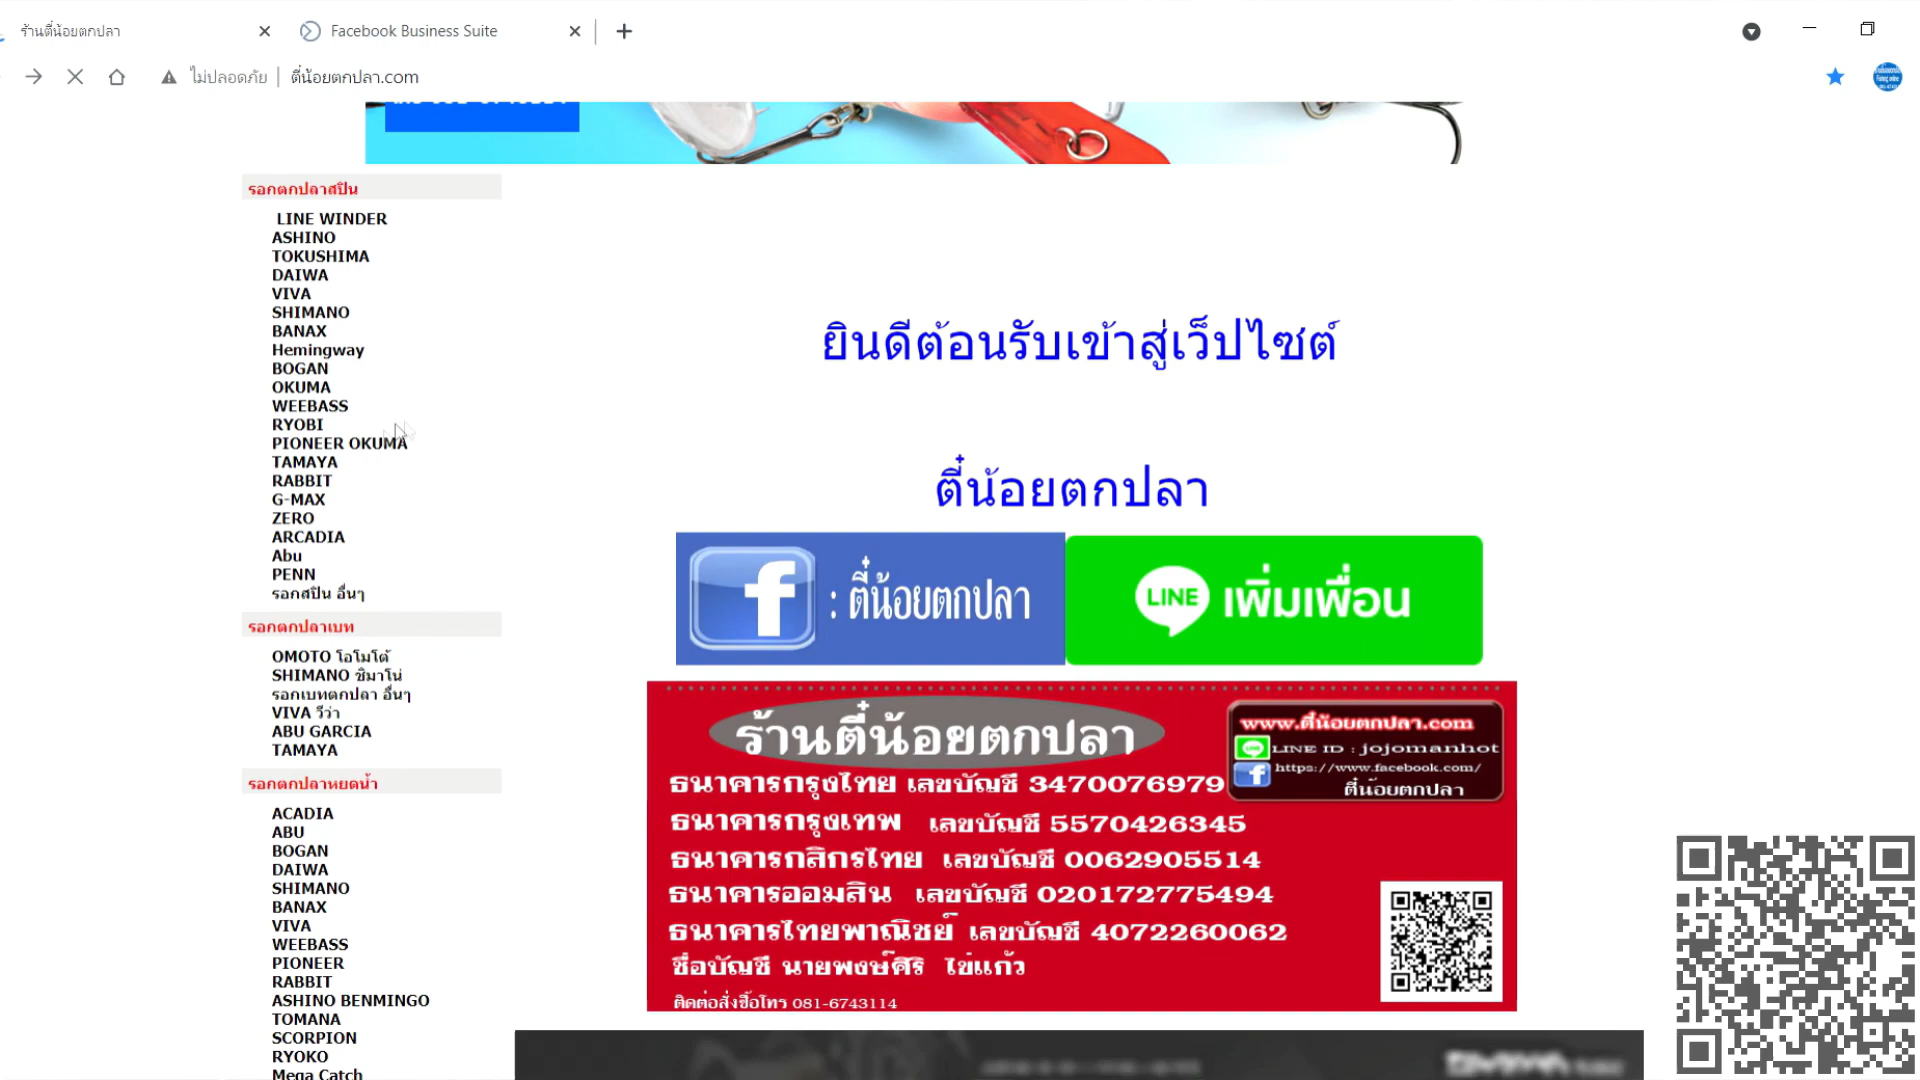 ร้านตี๋น้อยตกปลา
Facebook Business Suite
ไม่ปลอดภัย
ตี๋น้อยตกปลา.com
รอกตกปลาสปิน
LINE WINDER
ASHINO
TOKUSHIMA
DAIWA
VIVA
SHIMANO
BANAX
Hemingway
BOGAN
OKUMA
WEEBASS
RYOBI
PIONEER OKUMA
TAMAYA
RABBIT
G-MAX
ZERO
ARCADIA
Abu
PENN
รอกสปิน อื่นๆ
รอกตกปลาเบท
OMOTO โอโมโต้
SHIMANO ชิมาโน่
รอกเบทตกปลา อื่นๆ
VIVA วีว่า
ABU GARCIA
TAMAYA
รอกตกปลาหยดน้ำ
ACADIA
ABU
BOGAN
DAIWA
SHIMANO
BANAX
VIVA
WEEBASS
PIONEER
RABBIT
ASHINO BENMINGO
TOMANA
SCORPION
RYOKO
Mega Catch
ยินดีต้อนรับเข้าสู่เว็ปไซต์
ตี๋น้อยตกปลา
f : ตี๋น้อยตกปลา
LINE เพิ่มเพื่อน
ร้านตี๋น้อยตกปลา
www.ตี๋น้อยตกปลา.com
LINE ID : jojomanhot
https://www.facebook.com/
ตี๋น้อยตกปลา
ธนาคารกรุงไทย เลขบัญชี 3470076979
ธนาคารกรุงเทพ เลขบัญชี 5570426345
ธนาคารกสิกรไทย เลขบัญชี 0062905514
ธนาคารออมสิน เลขบัญชี 020172775494
ธนาคารไทยพาณิชย์ เลขบัญชี 4072260062
ชื่อบัญชี นายพงษ์ศิริ ไข่แก้ว
ติดต่อสั่งซื้อโทร 081-6743114